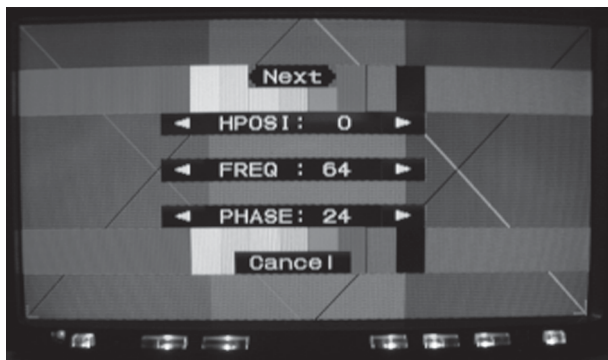 Next
◄ HPOSI: 0 ►
◄ FREQ : 64 ►
◄ PHASE: 24 ►
Cancel